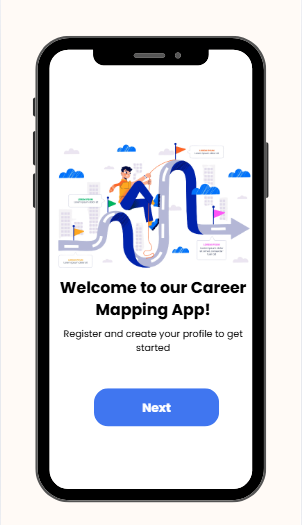 Welcome to our Career
Mapping App!
Register and create your profile to get
started
Next